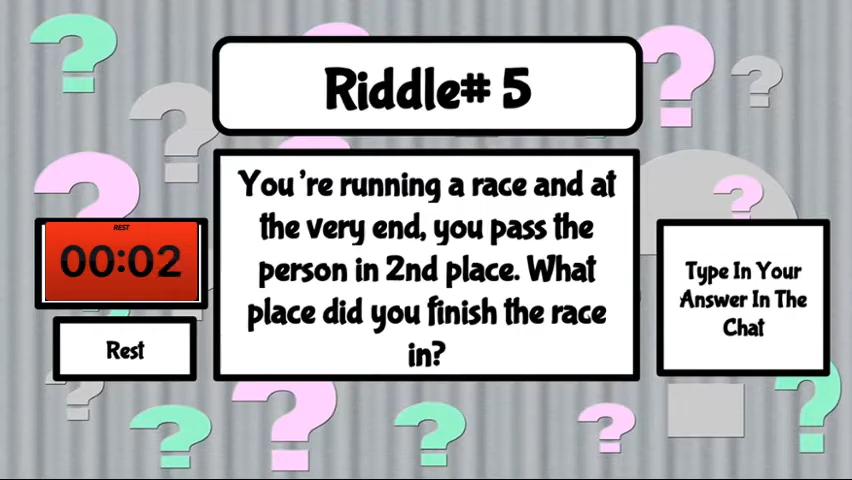 Riddle# 5
You're running a race and at
the very end, you pass the
person in 2nd place. What
place did you finish the race
in?
REST
00:02
Rest
Type In Your
Answer In The
Chat